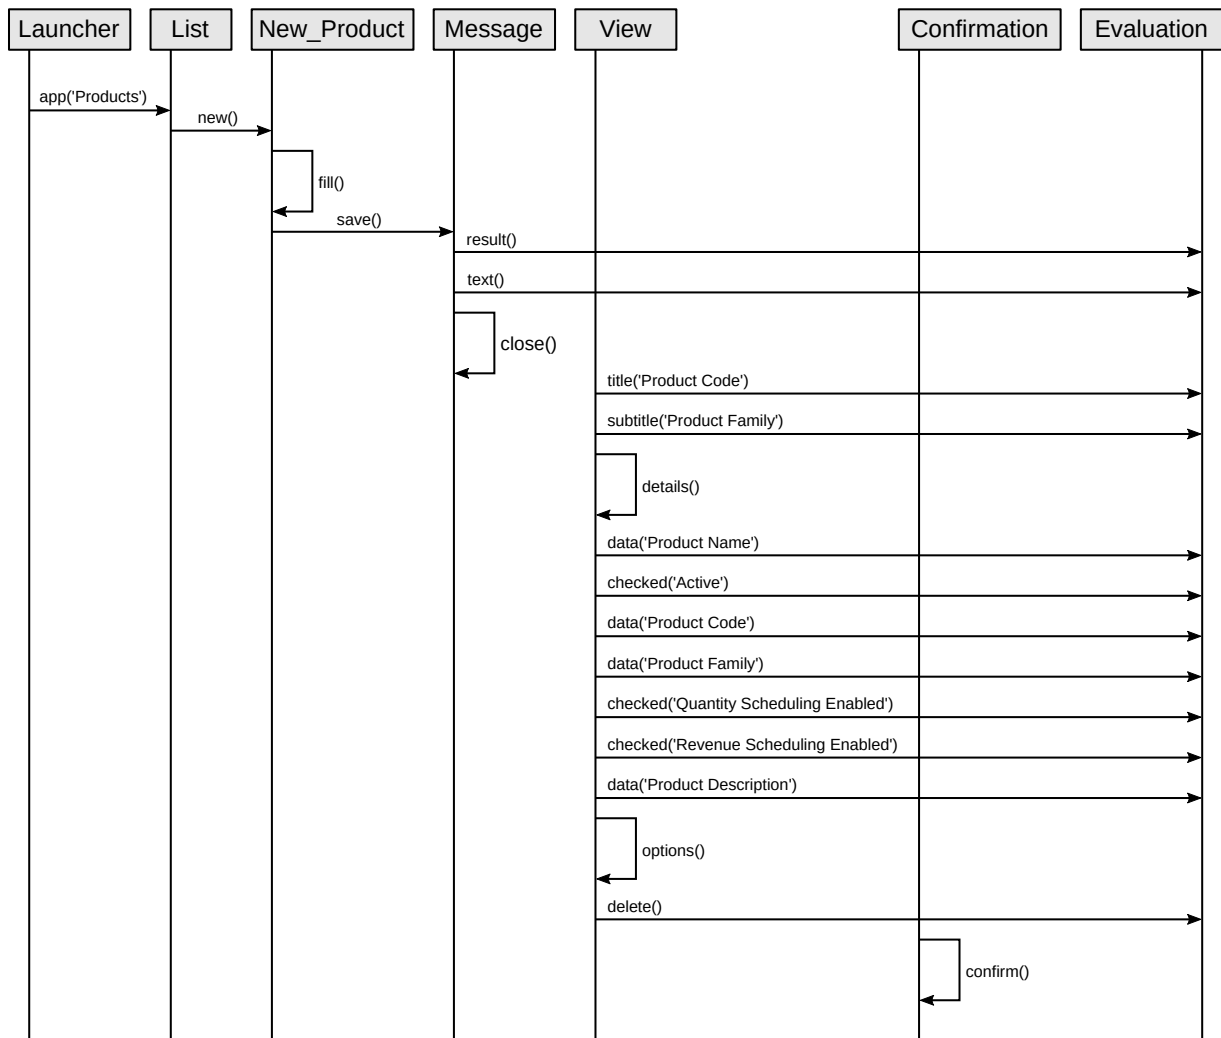 Launcher
List
New_Product
Message
View
Confirmation
Evaluation
app('Products')
new()
fill()
save()
result()
text()
close()
title('Product Code')
subtitle('Product Family')
details()
data('Product Name')
checked('Active')
data('Product Code')
data('Product Family')
checked('Quantity Scheduling Enabled')
checked('Revenue Scheduling Enabled')
data('Product Description')
options()
delete()
confirm()